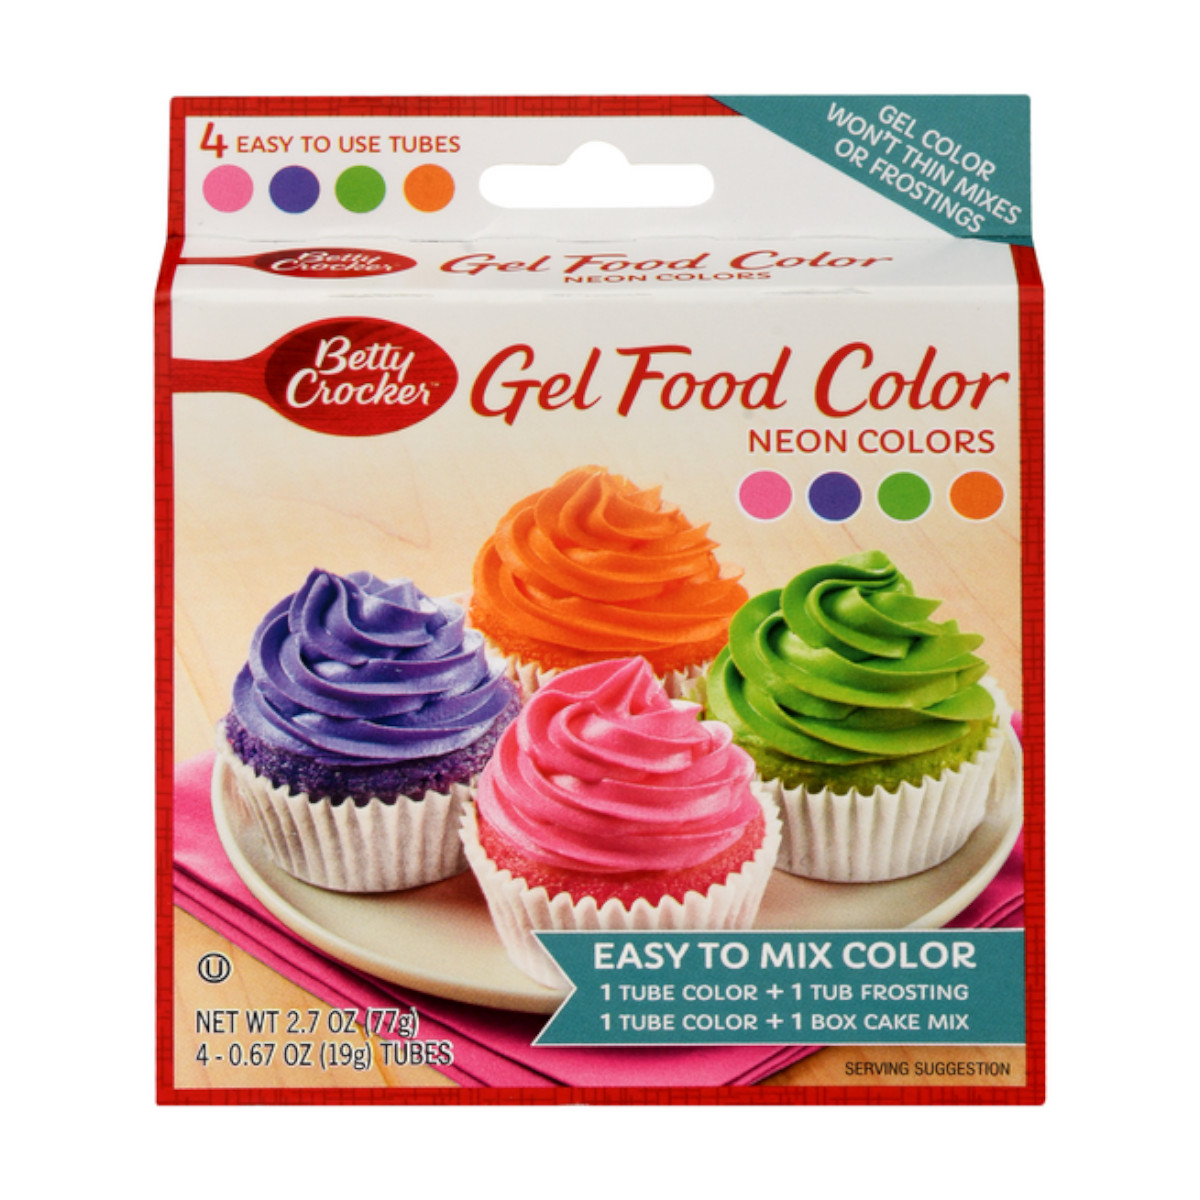 4 EASY TO USE TUBES
GEL COLOR
WON'T THIN MIXES
OR FROSTINGS
Betty
Crocker
Gel Food Color
NEON COLORS
Betty
Crocker™
Gel Food Color
NEON COLORS
EASY TO MIX COLOR
1 TUBE COLOR + 1 TUB FROSTING
1 TUBE COLOR + 1 BOX CAKE MIX
U
NET WT 2.7 OZ (77g)
4 - 0.67 OZ (19g) TUBES
SERVING SUGGESTION